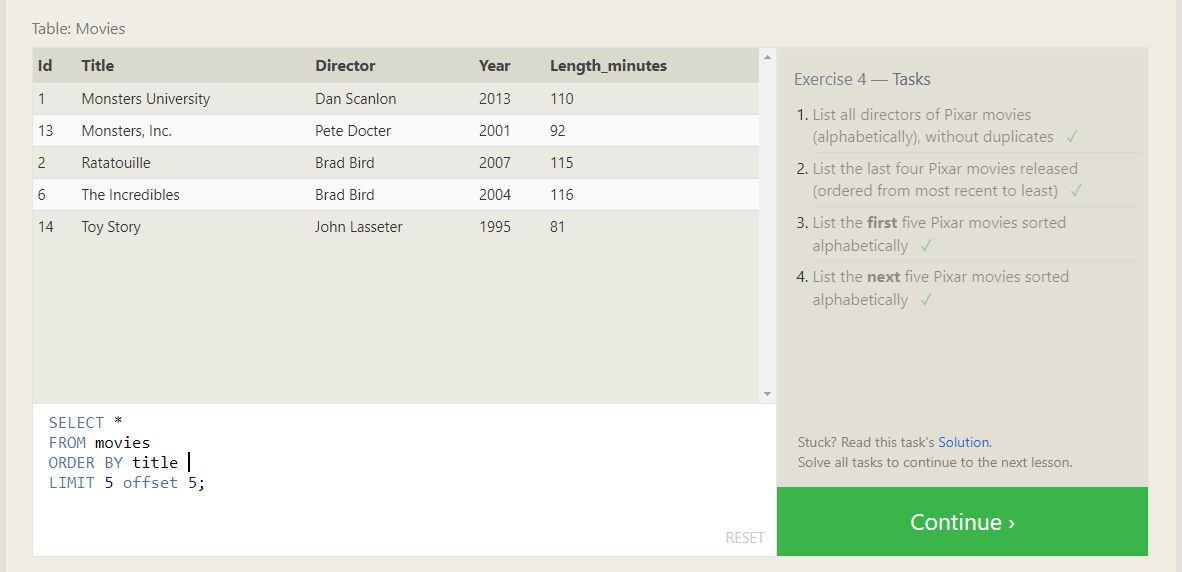 Table: Movies
Id Title Director Year Length_minutes
1 Monsters University Dan Scanlon 2013 110
13 Monsters, Inc. Pete Docter 2001 92
2 Ratatouille Brad Bird 2007 115
6 The Incredibles Brad Bird 2004 116
14 Toy Story John Lasseter 1995 81
SELECT *
FROM movies
ORDER BY title
LIMIT 5 offset 5;
RESET
Exercise 4 — Tasks
1. List all directors of Pixar movies
(alphabetically), without duplicates ✓
2. List the last four Pixar movies released
(ordered from most recent to least) ✓
3. List the first five Pixar movies sorted
alphabetically ✓
4. List the next five Pixar movies sorted
alphabetically ✓
Stuck? Read this task's Solution.
Solve all tasks to continue to the next lesson.
Continue ›